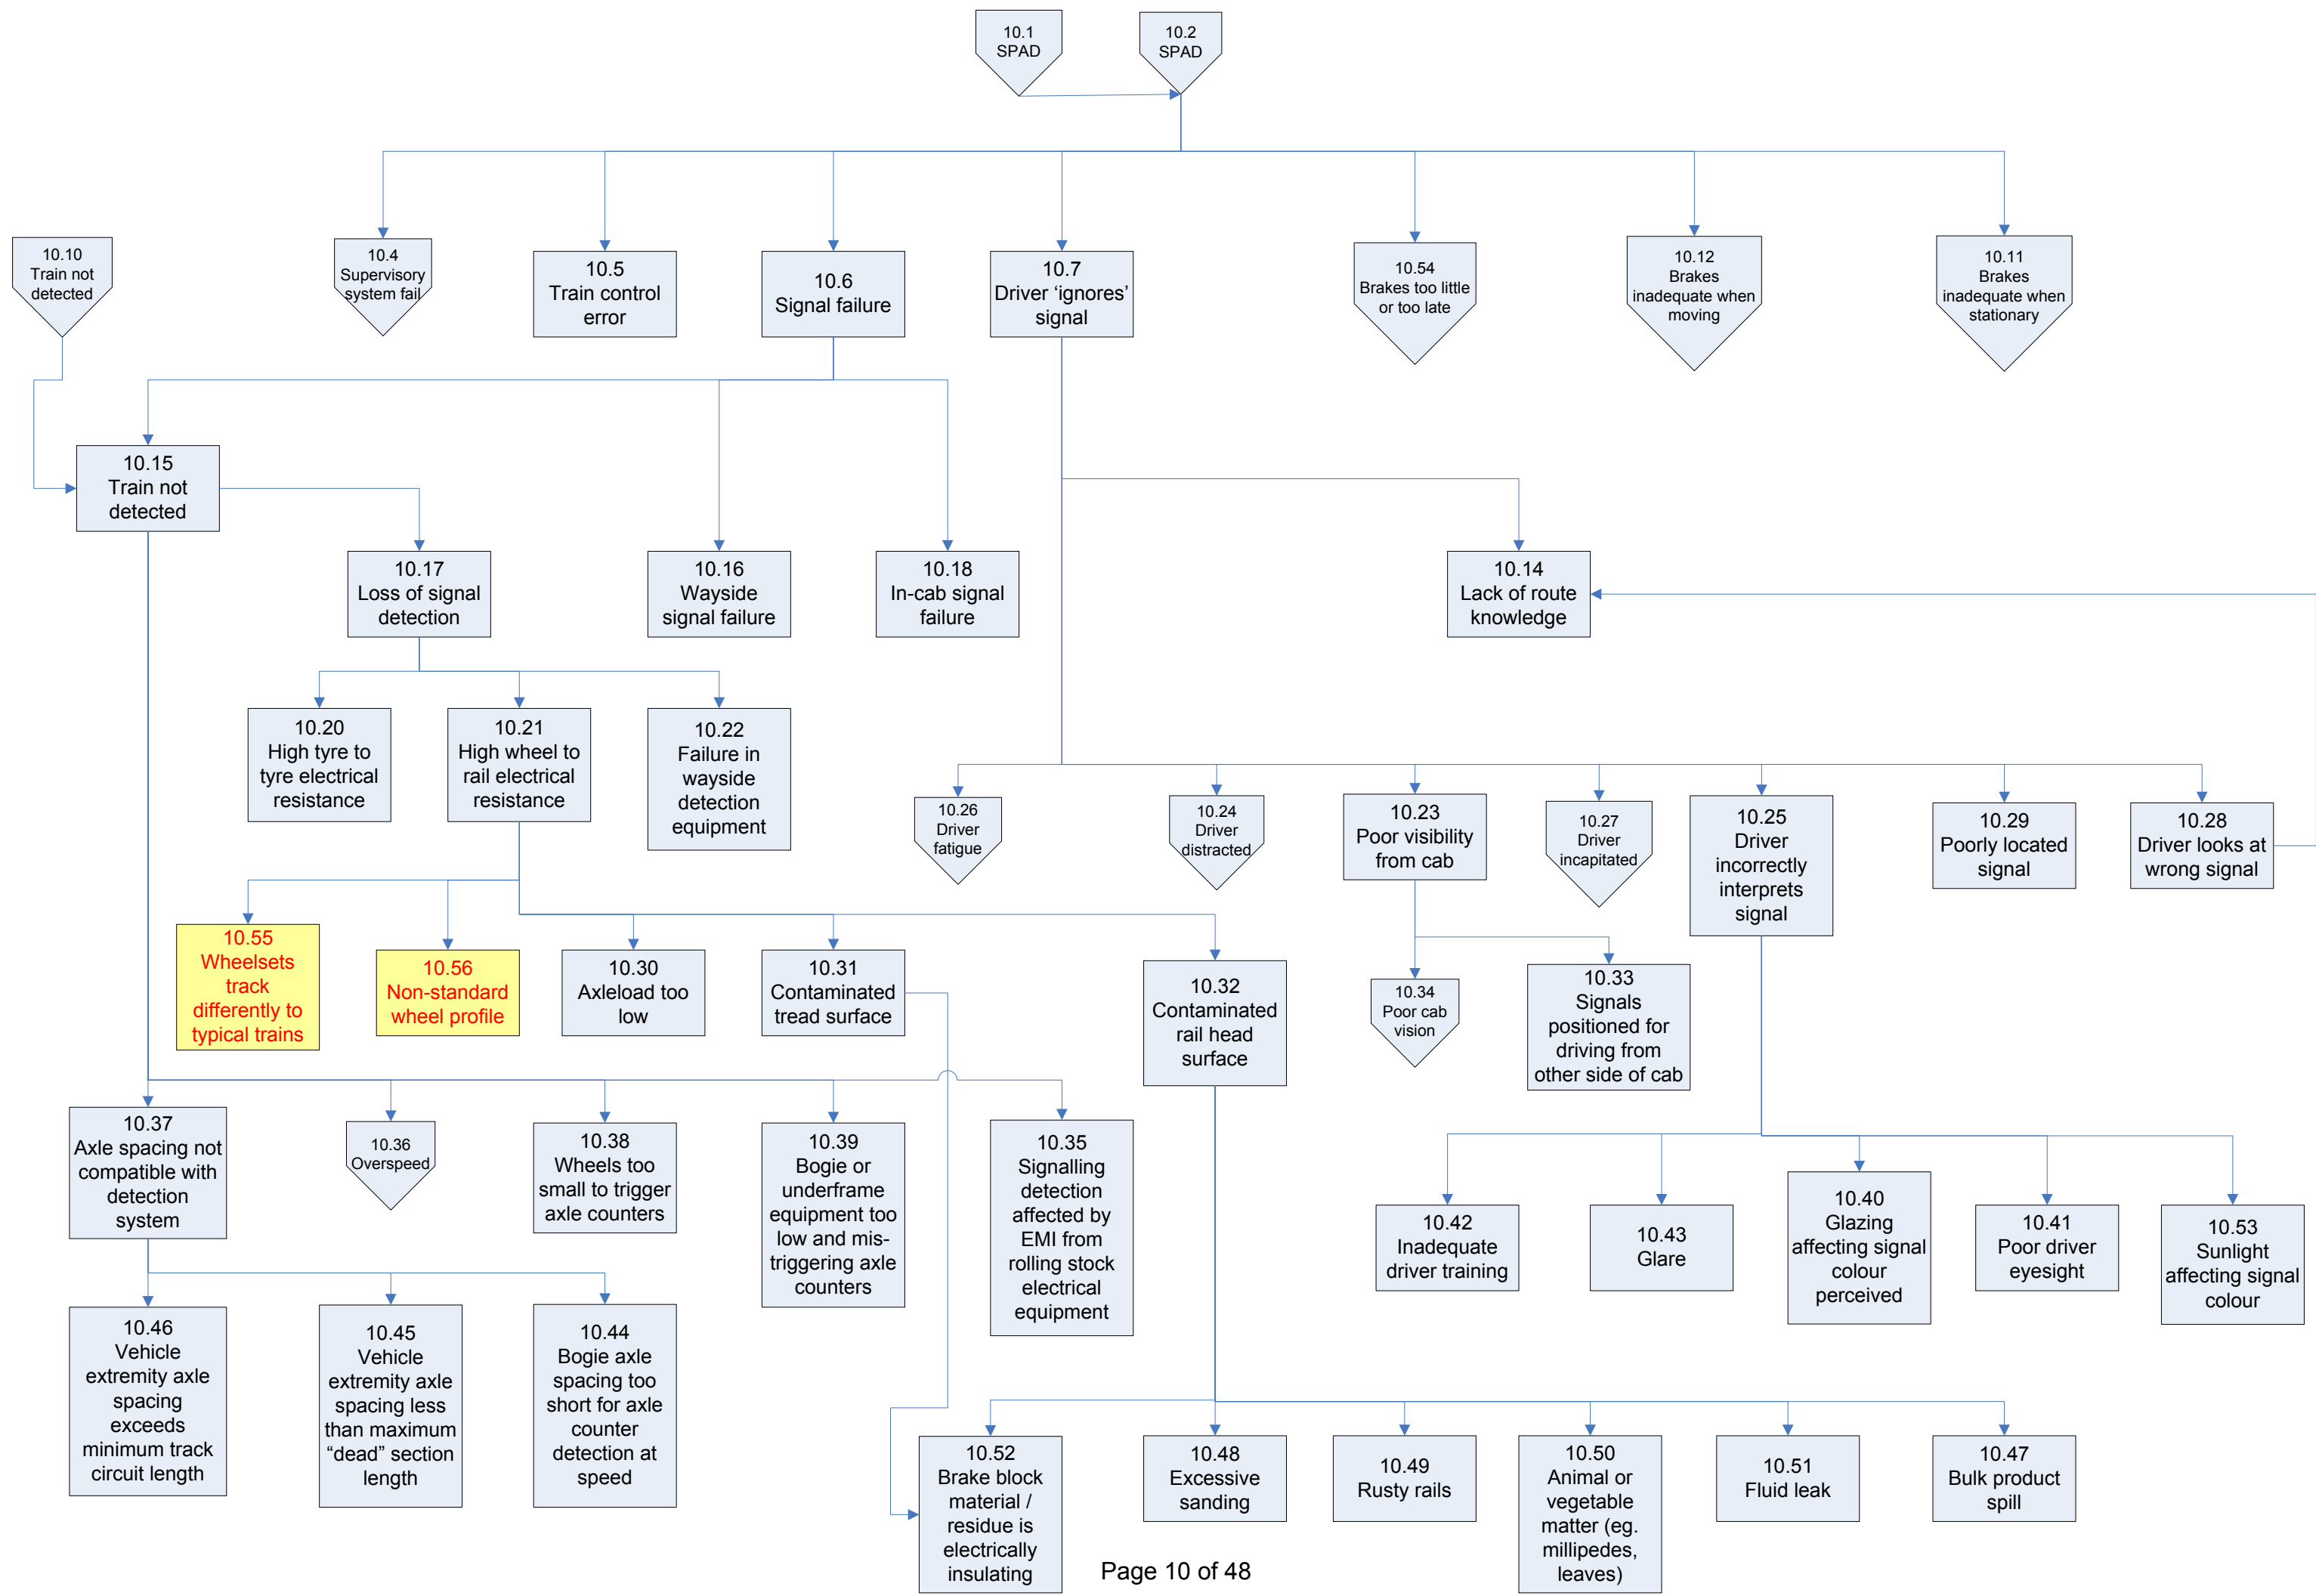 10.1
SPAD
10.2
SPAD
10.10
Train not
detected
10.4
Supervisory
system fail
10.5
Train control
error
10.6
Signal failure
10.7
Driver ‘ignores’
signal
10.54
Brakes too little
or too late
10.12
Brakes
inadequate when
moving
10.11
Brakes
inadequate when
stationary
10.15
Train not
detected
10.17
Loss of signal
detection
10.16
Wayside
signal failure
10.18
In-cab signal
failure
10.14
Lack of route
knowledge
10.20
High tyre to
tyre electrical
resistance
10.21
High wheel to
rail electrical
resistance
10.22
Failure in
wayside
detection
equipment
10.26
Driver
fatigue
10.24
Driver
distracted
10.23
Poor visibility
from cab
10.27
Driver
incapitated
10.25
Driver
incorrectly
interprets
signal
10.29
Poorly located
signal
10.28
Driver looks at
wrong signal
10.55
Wheelsets
track
differently to
typical trains
10.56
Non-standard
wheel profile
10.30
Axleload too
low
10.31
Contaminated
tread surface
10.32
Contaminated
rail head
surface
10.34
Poor cab
vision
10.33
Signals
positioned for
driving from
other side of cab
10.37
Axle spacing not
compatible with
detection
system
10.36
Overspeed
10.38
Wheels too
small to trigger
axle counters
10.39
Bogie or
underframe
equipment too
low and mis-
triggering axle
counters
10.35
Signalling
detection
affected by
EMI from
rolling stock
electrical
equipment
10.42
Inadequate
driver training
10.43
Glare
10.40
Glazing
affecting signal
colour
perceived
10.41
Poor driver
eyesight
10.53
Sunlight
affecting signal
colour
10.46
Vehicle
extremity axle
spacing
exceeds
minimum track
circuit length
10.45
Vehicle
extremity axle
spacing less
than maximum
“dead” section
length
10.44
Bogie axle
spacing too
short for axle
counter
detection at
speed
10.52
Brake block
material /
residue is
electrically
insulating
10.48
Excessive
sanding
10.49
Rusty rails
10.50
Animal or
vegetable
matter (eg.
millipedes,
leaves)
10.51
Fluid leak
10.47
Bulk product
spill
Page 10 of 48